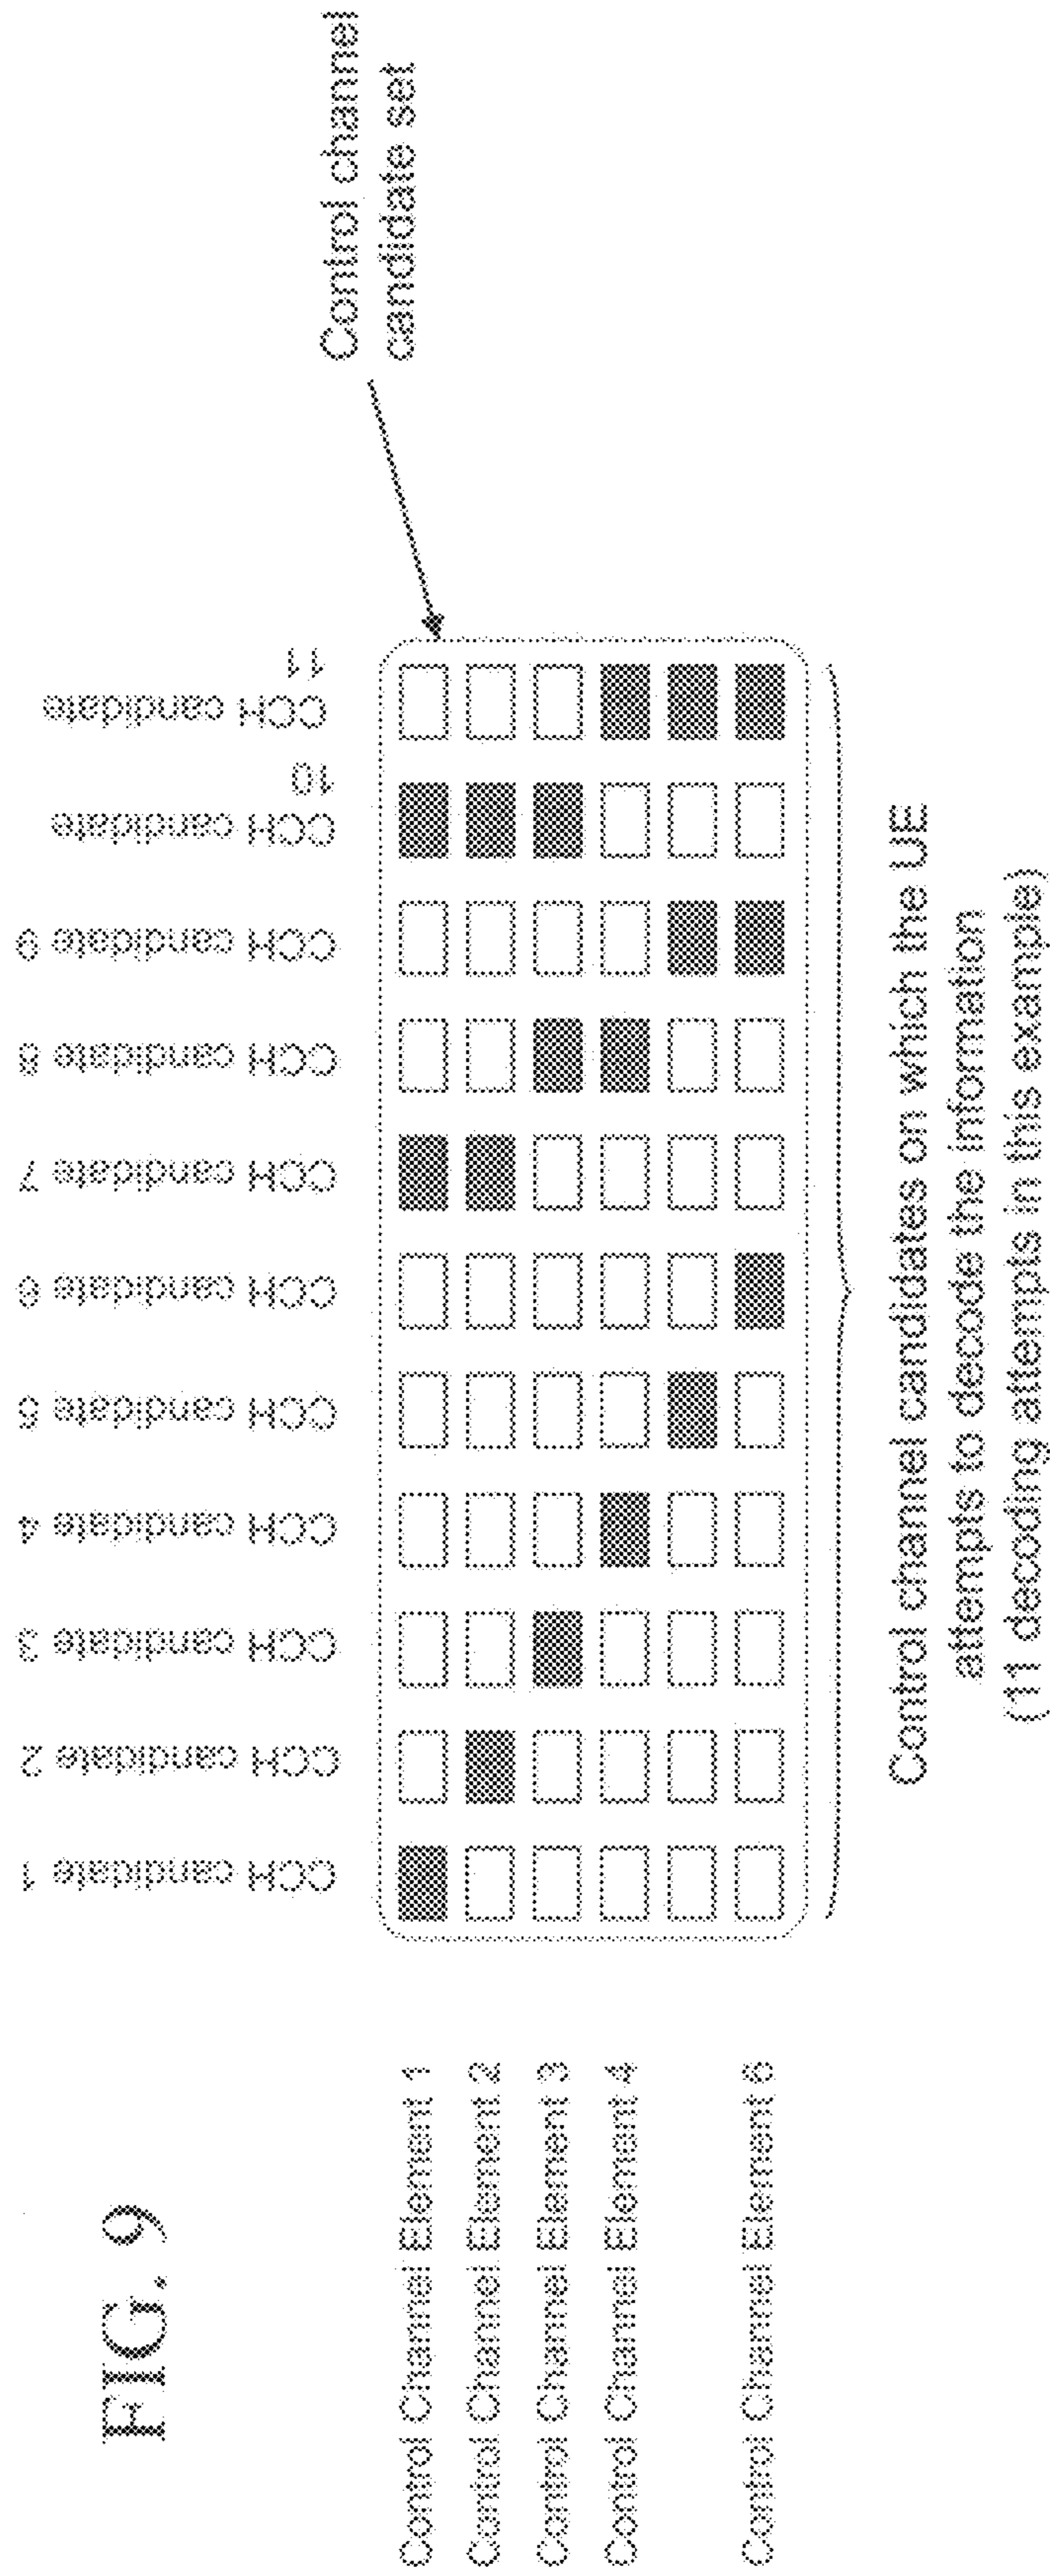 FIG. 9
CCH candidate 1
CCH candidate 2
CCH candidate 3
CCH candidate 4
CCH candidate 5
CCH candidate 6
CCH candidate 7
CCH candidate 8
CCH candidate 9
CCH candidate
10
CCH candidate
11
Control channel
candidate set
Control Channel Element 1
Control Channel Element 2
Control Channel Element 3
Control Channel Element 4
Control Channel Element 6
Control channel candidates on which the UE
attempts to decode the information
(11 decoding attempts in this example)